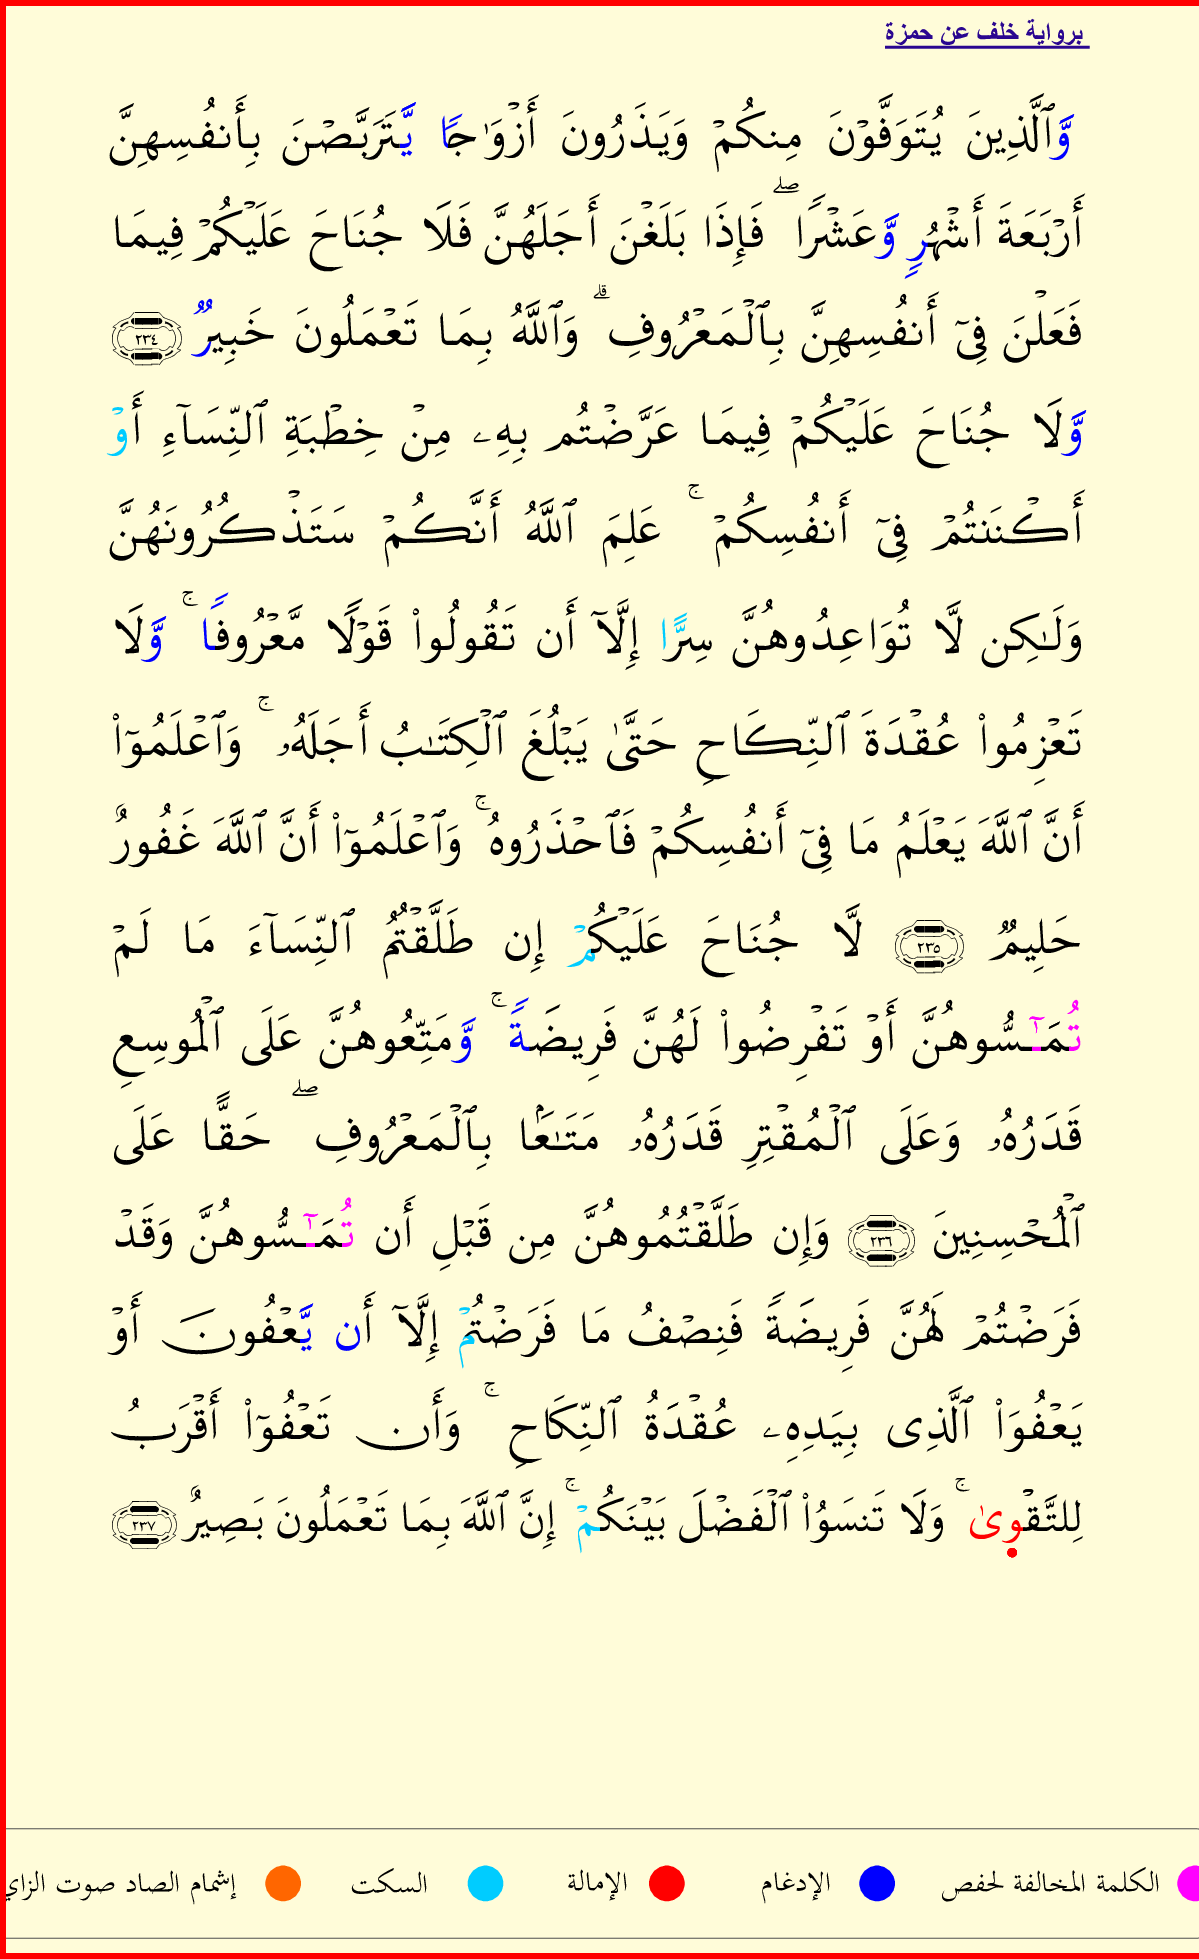 برواية خلف عن حمزة
وَّٱلَّذِينَ يُتَوَفَّوۡنَ مِنكُمۡ وَيَذَرُونَ أَزۡوَٰجٗا يَّتَرَبَّصۡنَ بِأَنفُسِهِنَّ
أَرۡبَعَةَ أَشۡهُرٖ وَّعَشۡرٗاۖ فَإِذَا بَلَغۡنَ أَجَلَهُنَّ فَلَا جُنَاحَ عَلَيۡكُمۡ فِيمَا
فَعَلۡنَ فِيٓ أَنفُسِهِنَّ بِٱلۡمَعۡرُوفِۗ وَٱللَّهُ بِمَا تَعۡمَلُونَ خَبِيرٞ ٢٣٤
وَّلَا جُنَاحَ عَلَيۡكُمۡ فِيمَا عَرَّضۡتُم بِهِۦ مِنۡ خِطۡبَةِ ٱلنِّسَآءِ أَوۡ
أَكۡنَنتُمۡ فِيٓ أَنفُسِكُمۡۚ عَلِمَ ٱللَّهُ أَنَّكُمۡ سَتَذۡكُرُونَهُنَّ
وَلَٰكِن لَّا تُوَاعِدُوهُنَّ سِرًّا إِلَّآ أَن تَقُولُواْ قَوۡلٗا مَّعۡرُوفٗاۚ وَّلَا
تَعۡزِمُواْ عُقۡدَةَ ٱلنِّكَاحِ حَتَّىٰ يَبۡلُغَ ٱلۡكِتَٰبُ أَجَلَهُۥۚ وَٱعۡلَمُوٓاْ
أَنَّ ٱللَّهَ يَعۡلَمُ مَا فِيٓ أَنفُسِكُمۡ فَٱحۡذَرُوهُۚ وَٱعۡلَمُوٓاْ أَنَّ ٱللَّهَ غَفُورٌ
حَلِيمٞ ٢٣٥ لَّا جُنَاحَ عَلَيۡكُمۡ إِن طَلَّقۡتُمُ ٱلنِّسَآءَ مَا لَمۡ
تُمَٰٓسُّوهُنَّ أَوۡ تَفۡرِضُواْ لَهُنَّ فَرِيضَةٗۚ وَّمَتِّعُوهُنَّ عَلَى ٱلۡمُوسِعِ
قَدَرُهُۥ وَعَلَى ٱلۡمُقۡتِرِ قَدَرُهُۥ مَتَٰعَۢا بِٱلۡمَعۡرُوفِۖ حَقًّا عَلَى
ٱلۡمُحۡسِنِينَ ٢٣٦ وَإِن طَلَّقۡتُمُوهُنَّ مِن قَبۡلِ أَن تُمَٰٓسُّوهُنَّ وَقَدۡ
فَرَضۡتُمۡ لَهُنَّ فَرِيضَةٗ فَنِصۡفُ مَا فَرَضۡتُمۡ إِلَّآ أَن يَّعۡفُونَ أَوۡ
يَعۡفُوَاْ ٱلَّذِي بِيَدِهِۦ عُقۡدَةُ ٱلنِّكَاحِۚ وَأَن تَعۡفُوٓاْ أَقۡرَبُ
لِلتَّقۡوٜىٰۚ وَلَا تَنسَوُاْ ٱلۡفَضۡلَ بَيۡنَكُمۡۚ إِنَّ ٱللَّهَ بِمَا تَعۡمَلُونَ بَصِيرٌ ٢٣٧
الكلمة المخالفة لحفص الإدغام الإمالة السكت إشمام الصاد صوت الزاي